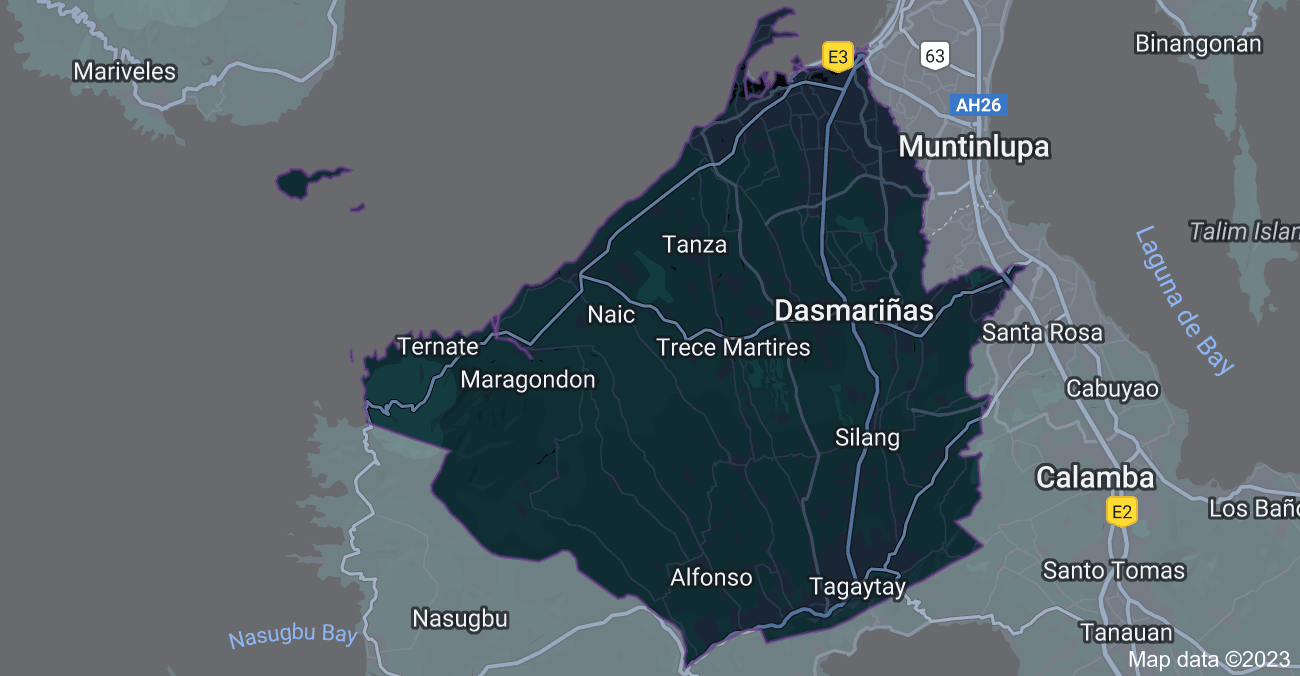 E3
63
Binangonan
Mariveles
AH26
Muntinlupa
Talim Islan
Tanza
Laguna de Bay
Naic
Dasmariñas
Santa Rosa
Ternate
Trece Martires
Maragondon
Cabuyao
Silang
Calamba
E2
Los Baño
Santo Tomas
Alfonso
Tagaytay
Nasugbu
Nasugbu Bay
Tanauan
Map data ©2023